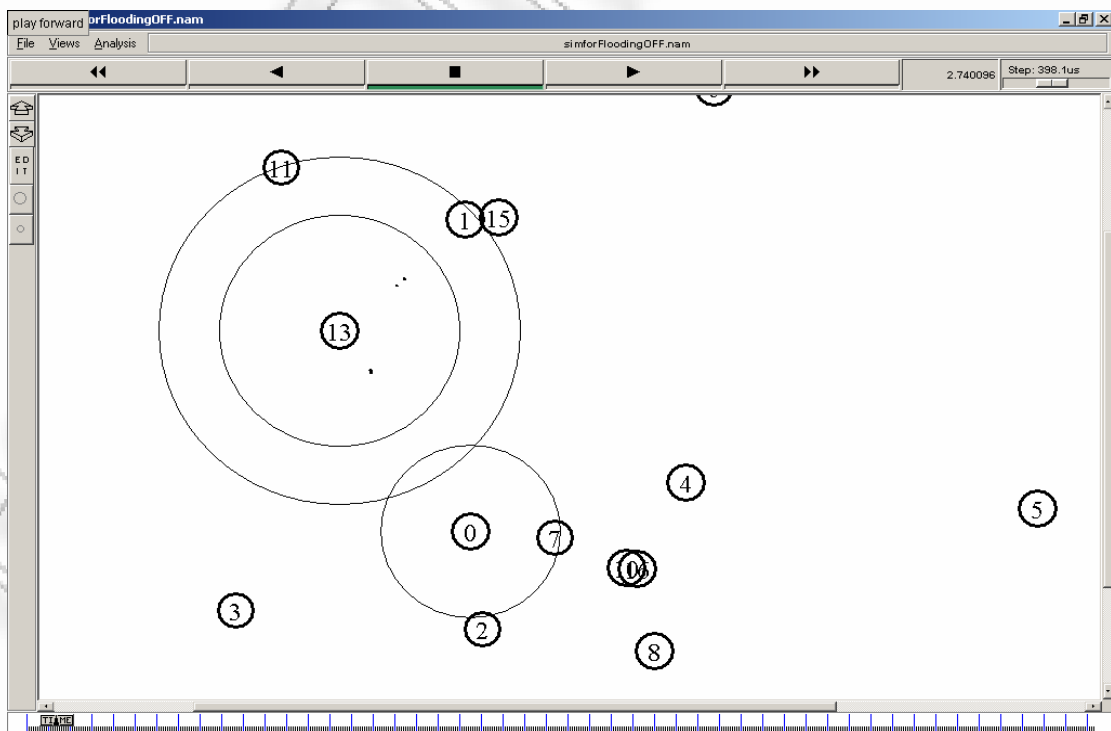 play forward
orFloodingOFF.nam
File Views Analysis
simforFloodingOFF.nam
2.740096
Step: 398.1us
ED
IT
11
1
15
13
4
5
0
7
3
2
8
TIME